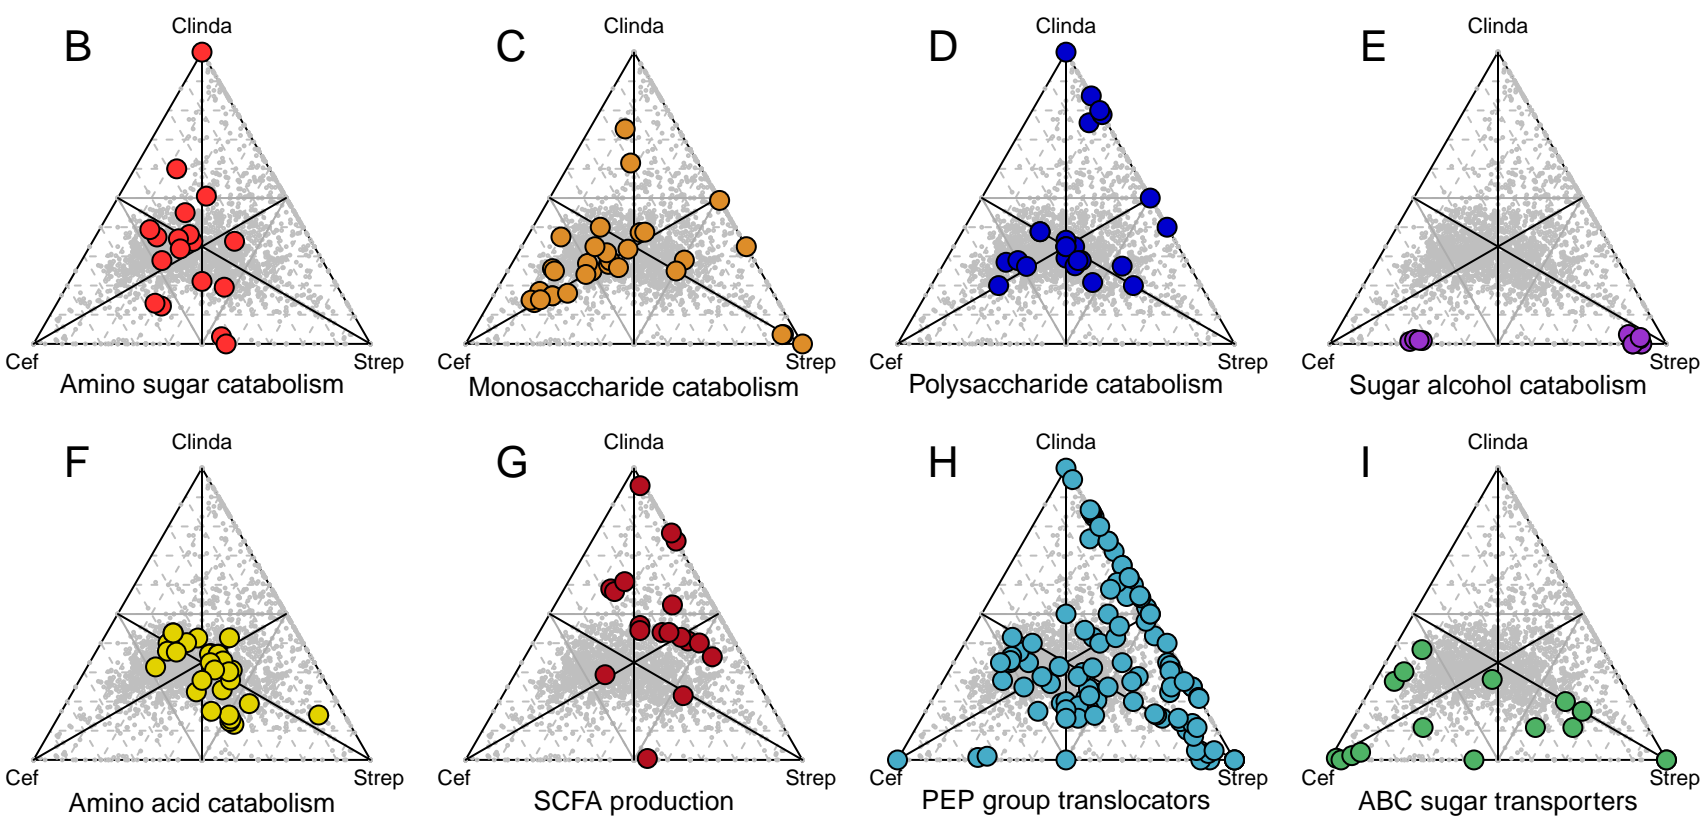 B
Clinda
Cef
Strep
Amino sugar catabolism
C
Clinda
Cef
Strep
Monosaccharide catabolism
D
Clinda
Cef
Strep
Polysaccharide catabolism
E
Clinda
Cef
Strep
Sugar alcohol catabolism
F
Clinda
Cef
Strep
Amino acid catabolism
G
Clinda
Cef
Strep
SCFA production
H
Clinda
Cef
Strep
PEP group translocators
I
Clinda
Cef
Strep
ABC sugar transporters